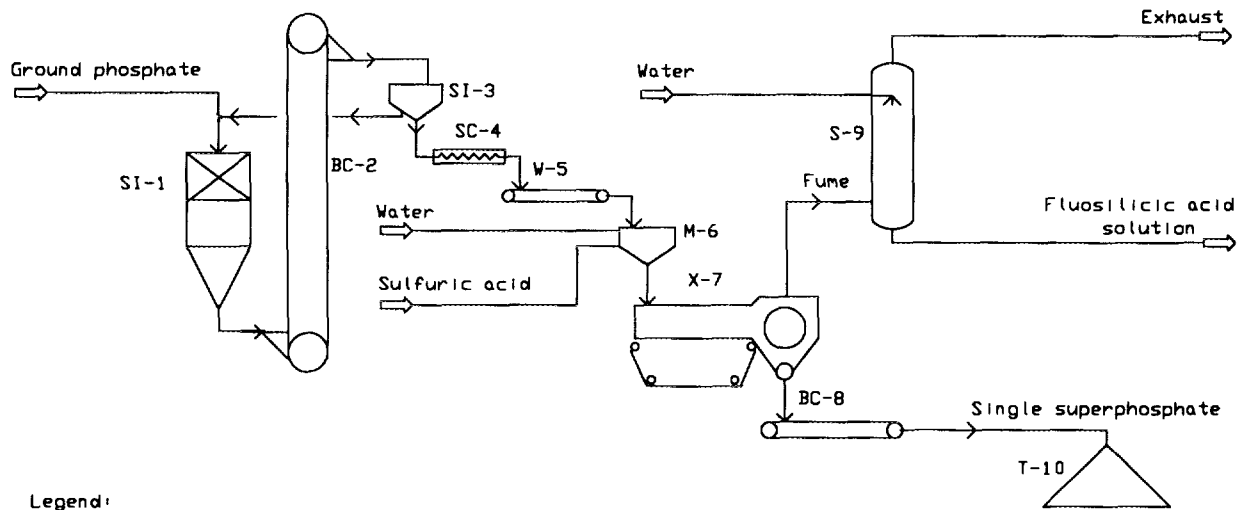 Exhaust
Ground phosphate
Water
SI-3
S-9
SC-4
SI-1
BC-2
W-5
Fume
Water
M-6
Fluosilicic acid
solution
Sulfuric acid
X-7
BC-8
Single superphosphate
T-10
Legend: